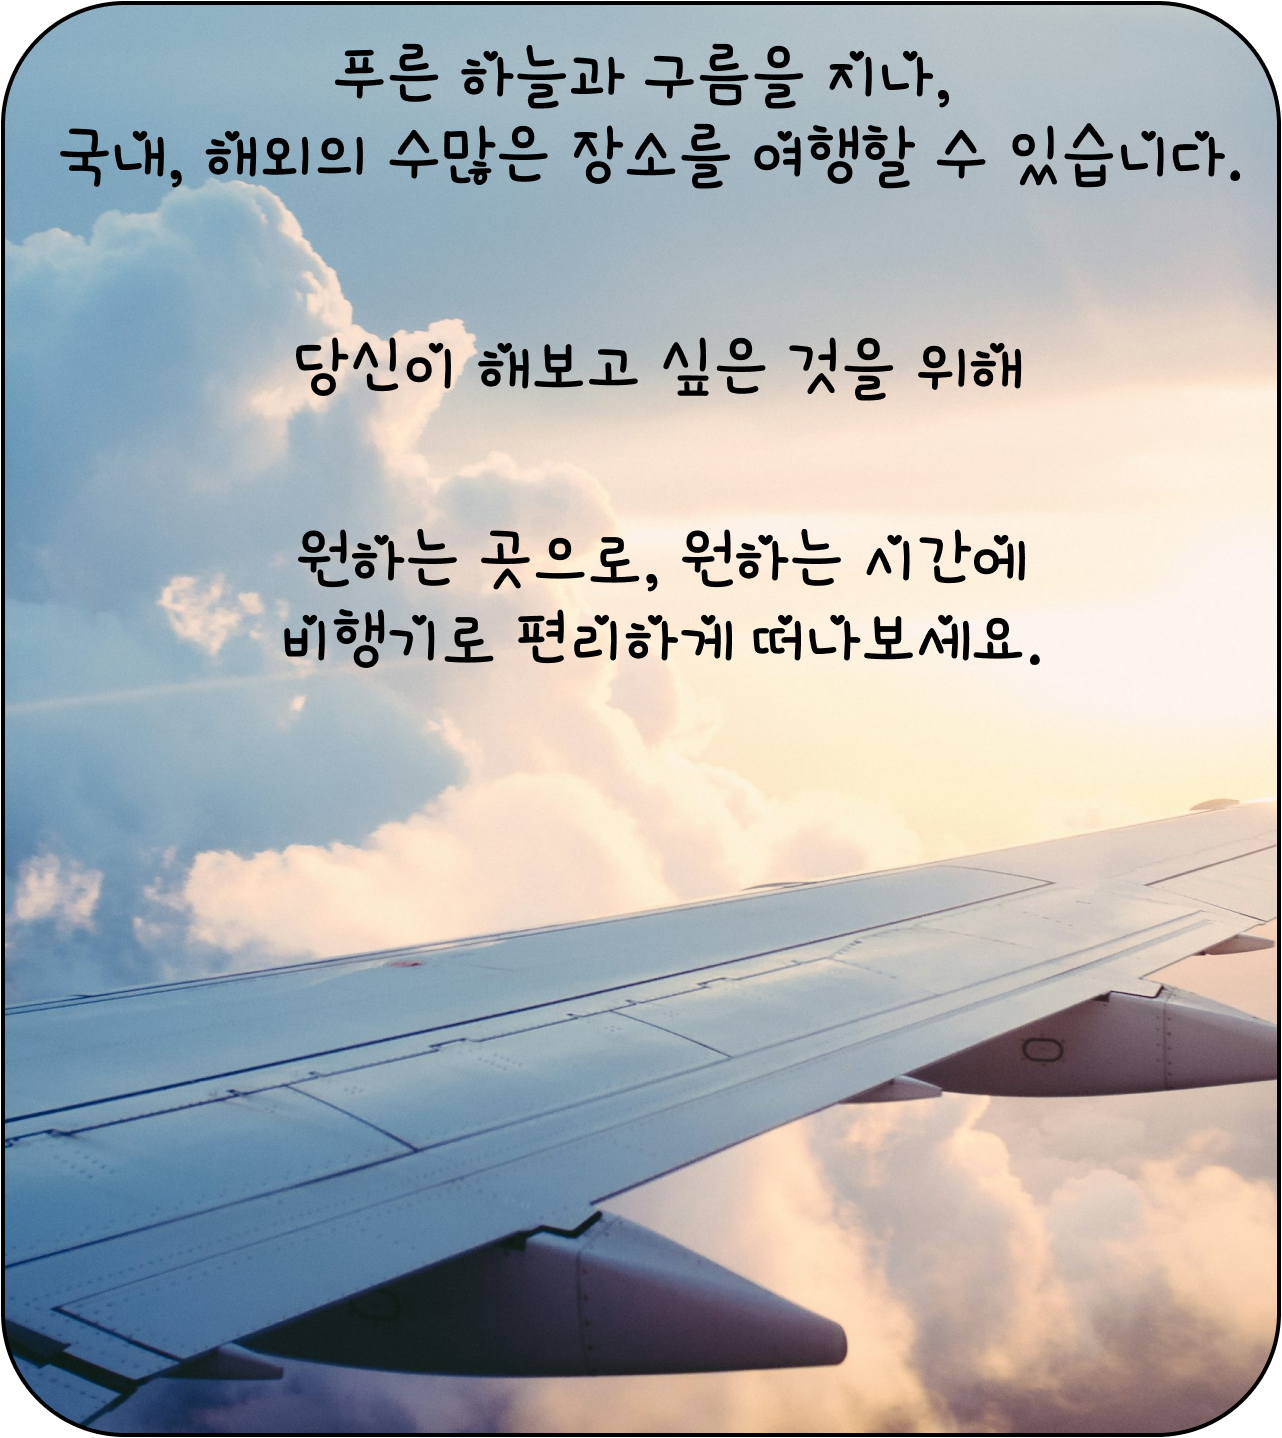 푸른 하늘과 구름을 지나,
국내, 해외의 수많은 장소를 여행할 수 있습니다.
당신이 해보고 싶은 것을 위해
원하는 곳으로, 원하는 시간에
비행기로 편리하게 떠나보세요.